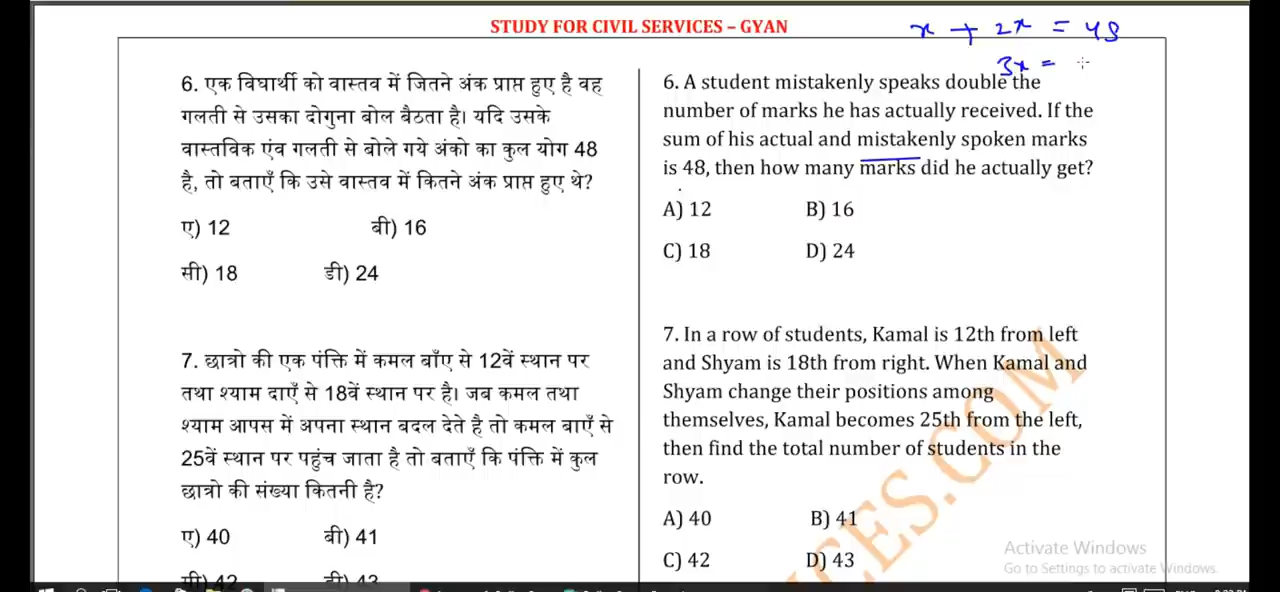 STUDY FOR CIVIL SERVICES – GYAN
x + 2x = 48
3x =
6. एक विघार्थी को वास्तव में जितने अंक प्राप्त हुए है वह
गलती से उसका दोगुना बोल बैठता है। यदि उसके
वास्तविक एंव गलती से बोले गये अंको का कुल योग 48
है, तो बताएँ कि उसे वास्तव में कितने अंक प्राप्त हुए थे?
ए) 12 बी) 16
सी) 18 डी) 24
7. छात्रो की एक पंक्ति में कमल बाँए से 12वें स्थान पर
तथा श्याम दाएँ से 18वें स्थान पर है। जब कमल तथा
श्याम आपस में अपना स्थान बदल देते है तो कमल बाएँ से
25वें स्थान पर पहुंच जाता है तो बताएँ कि पंक्ति में कुल
छात्रो की संख्या कितनी है?
ए) 40 बी) 41
सी) 42 डी) 43
6. A student mistakenly speaks double the
number of marks he has actually received. If the
sum of his actual and mistakenly spoken marks
is 48, then how many marks did he actually get?
A) 12 B) 16
C) 18 D) 24
7. In a row of students, Kamal is 12th from left
and Shyam is 18th from right. When Kamal and
Shyam change their positions among
themselves, Kamal becomes 25th from the left,
then find the total number of students in the
row.
A) 40 B) 41
C) 42 D) 43
ICES.COM
Activate Windows
Go to Settings to activate Windows.